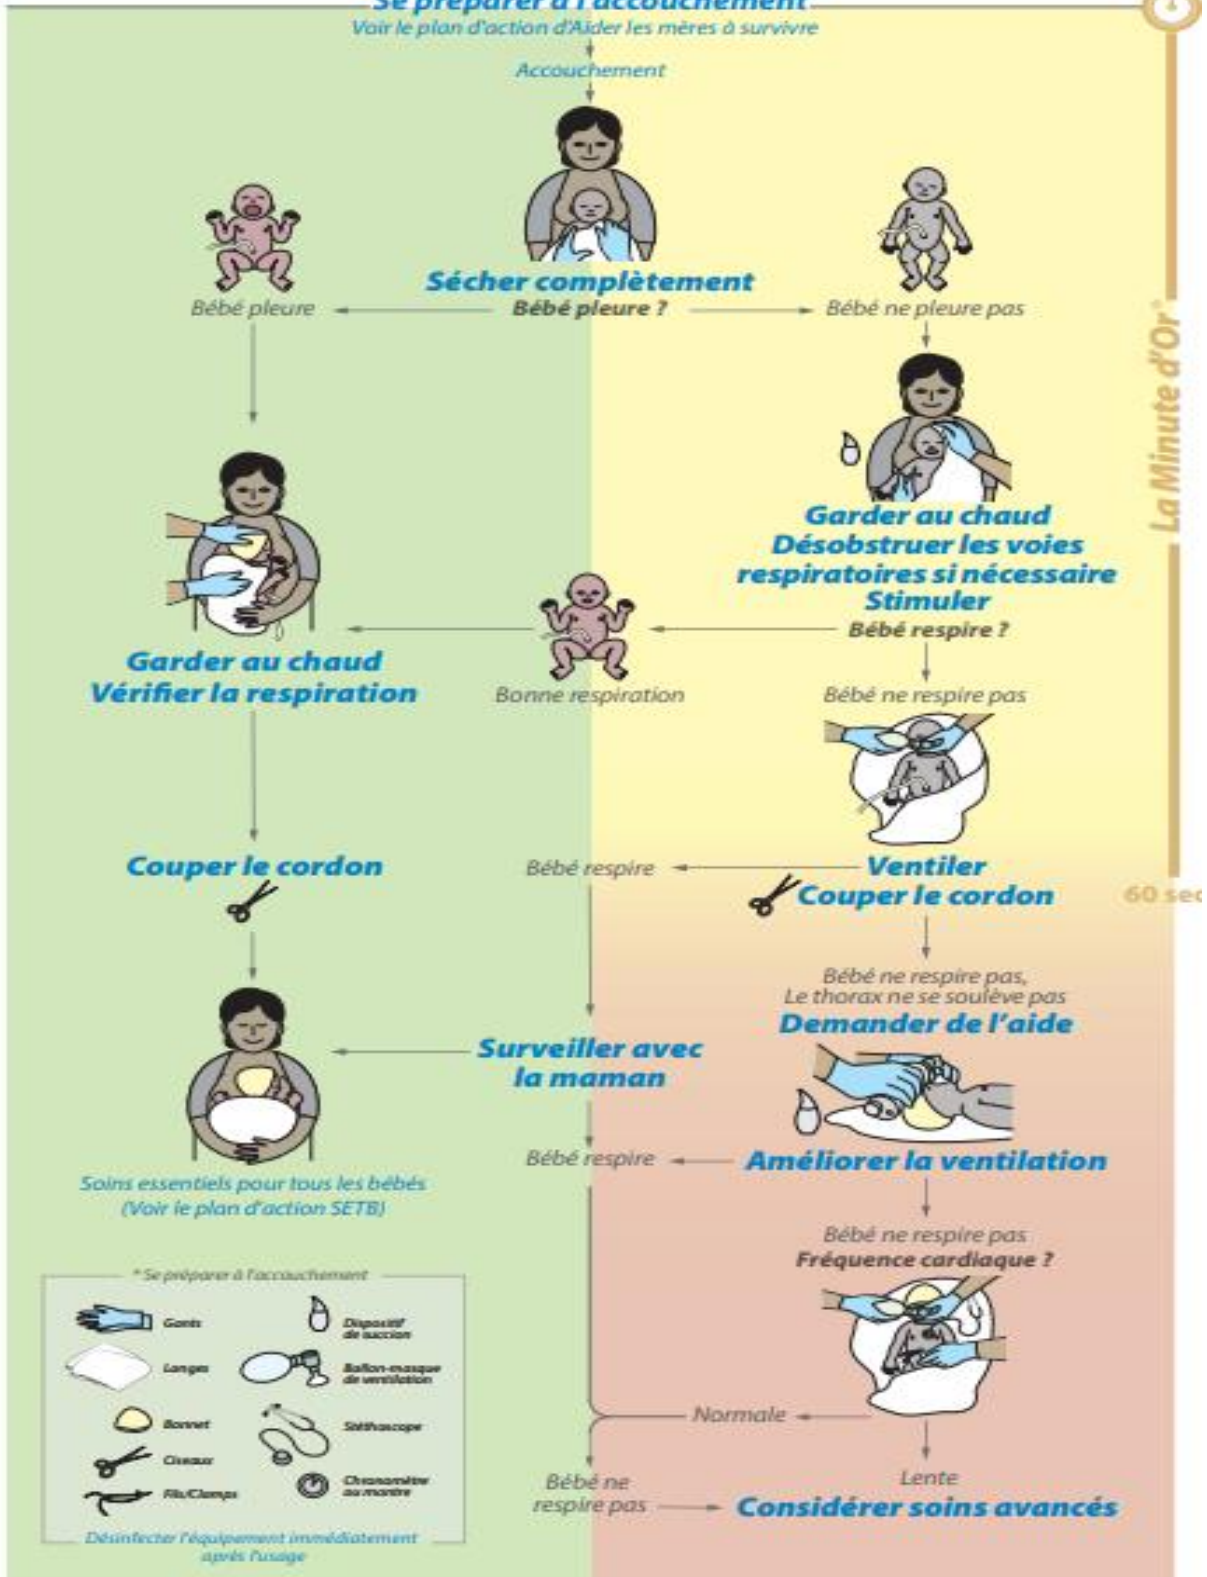 Se préparer à l'accouchement
Voir le plan d'action d'Aider les mères à survivre
Accouchement
Sécher complètement
Bébé pleure
Bébé pleure ?
Bébé ne pleure pas
La Minute d'Or®
Garder au chaud
Désobstruer les voies
respiratoires si nécessaire
Stimuler
Bébé respire ?
Garder au chaud
Vérifier la respiration
Bonne respiration
Bébé ne respire pas
Couper le cordon
Bébé respire
Ventiler
Couper le cordon
60 sec
Bébé ne respire pas,
Le thorax ne se soulève pas
Demander de l'aide
Surveiller avec
la maman
Bébé respire
Améliorer la ventilation
Soins essentiels pour tous les bébés
(Voir le plan d'action SETB)
Bébé ne respire pas
Fréquence cardiaque ?
* Se préparer à l'accouchement
Gants
Dispositif
de succion
Langes
Ballon-masque
de ventilation
Bonnet
Stéthoscope
Ciseaux
Fils/Clamps
Chronomètre
ou montre
Désinfecter l'équipement immédiatement
après l'usage
Normale
Bébé ne
respire pas
Lente
Considérer soins avancés